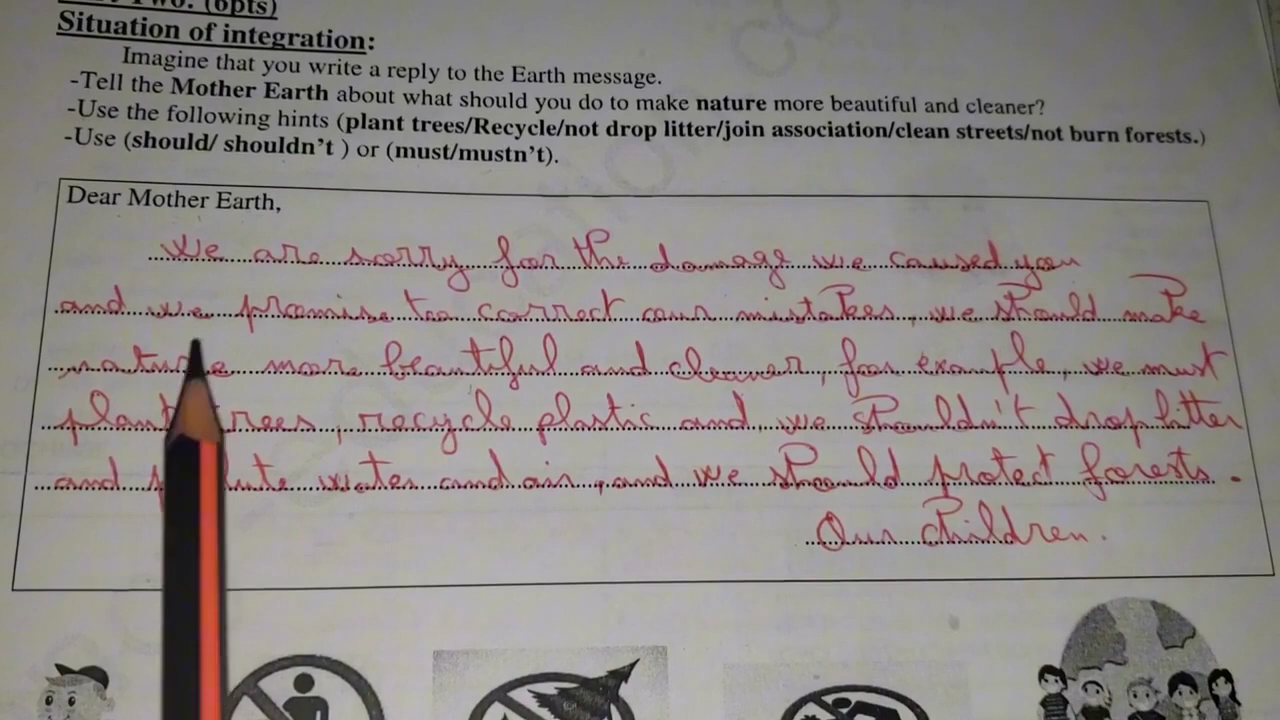 Two: (6pts)
Situation of integration:
Imagine that you write a reply to the Earth message.
-Tell the Mother Earth about what should you do to make nature more beautiful and cleaner?
-Use the following hints (plant trees/Recycle/not drop litter/join association/clean streets/not burn forests.)
-Use (should/ shouldn't ) or (must/mustn't).
Dear Mother Earth,
We are sorry for the damage we caused you
and we promise to correct our mistakes, we should make
nature more beautiful and cleaner, for example, we must
plant trees, recycle plastic and, we shouldn't drop litter
and water and air, and we should protect forests.
Our children.